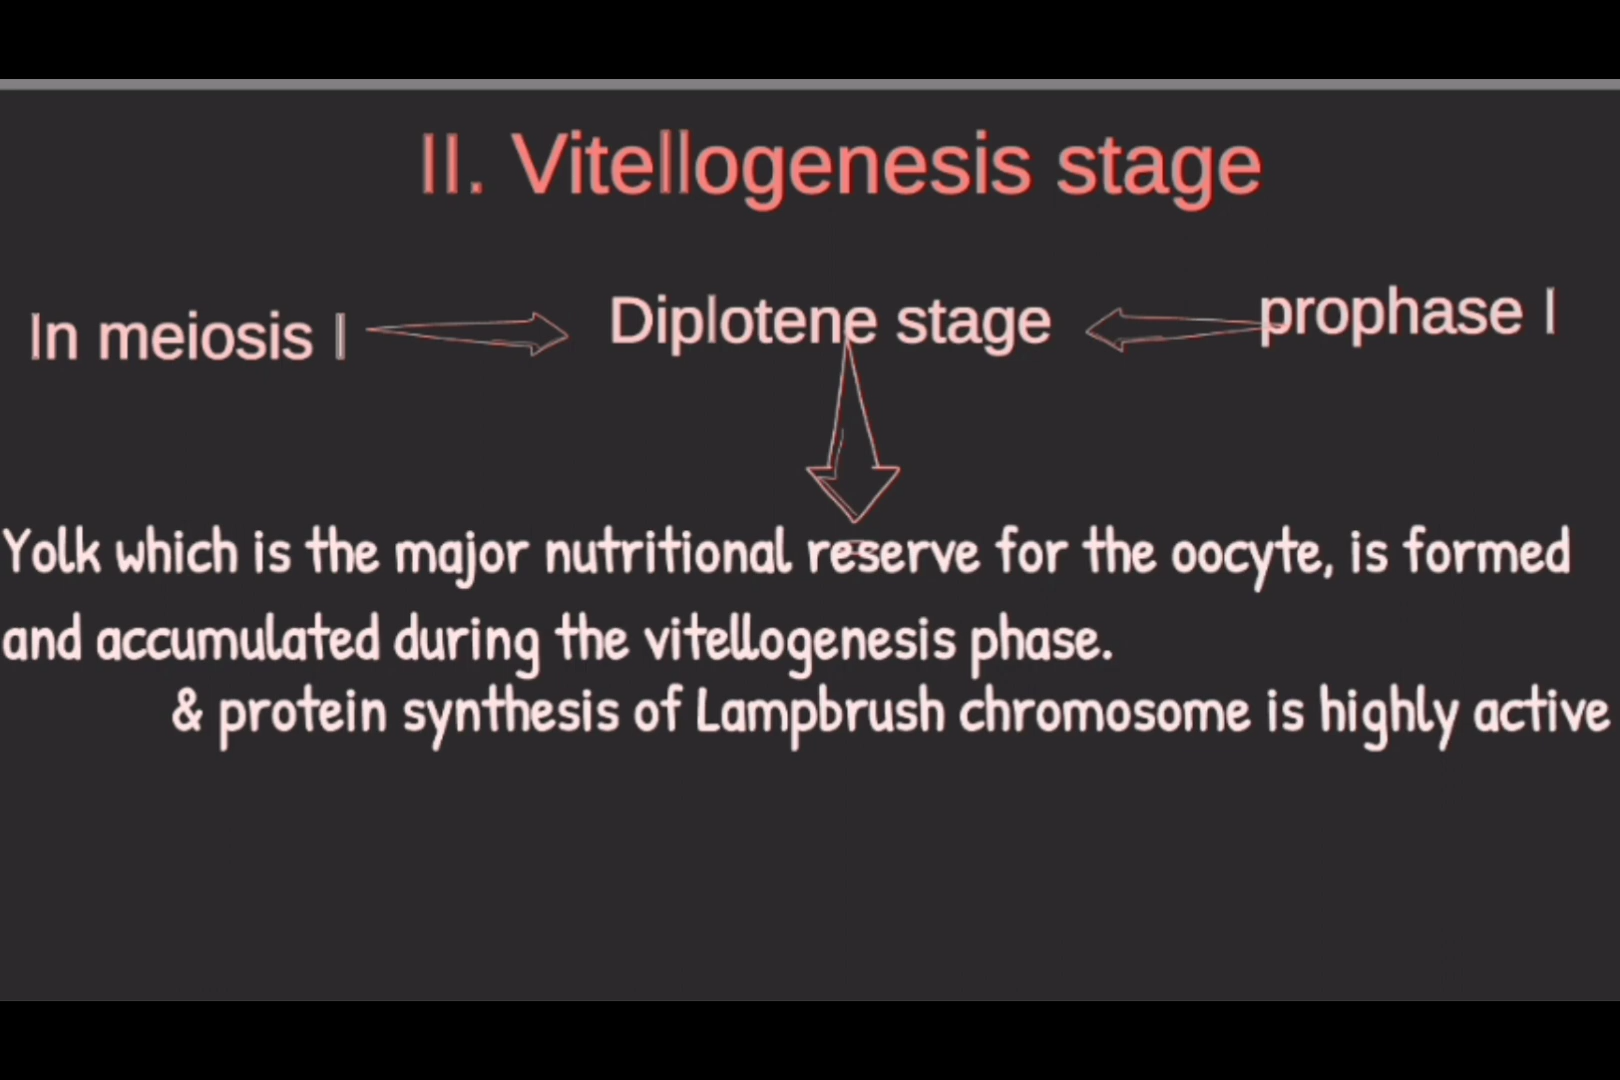 II. Vitellogenesis stage
In meiosis I
Diplotene stage
prophase I
Yolk which is the major nutritional reserve for the oocyte, is formed
and accumulated during the vitellogenesis phase.
& protein synthesis of Lampbrush chromosome is highly active